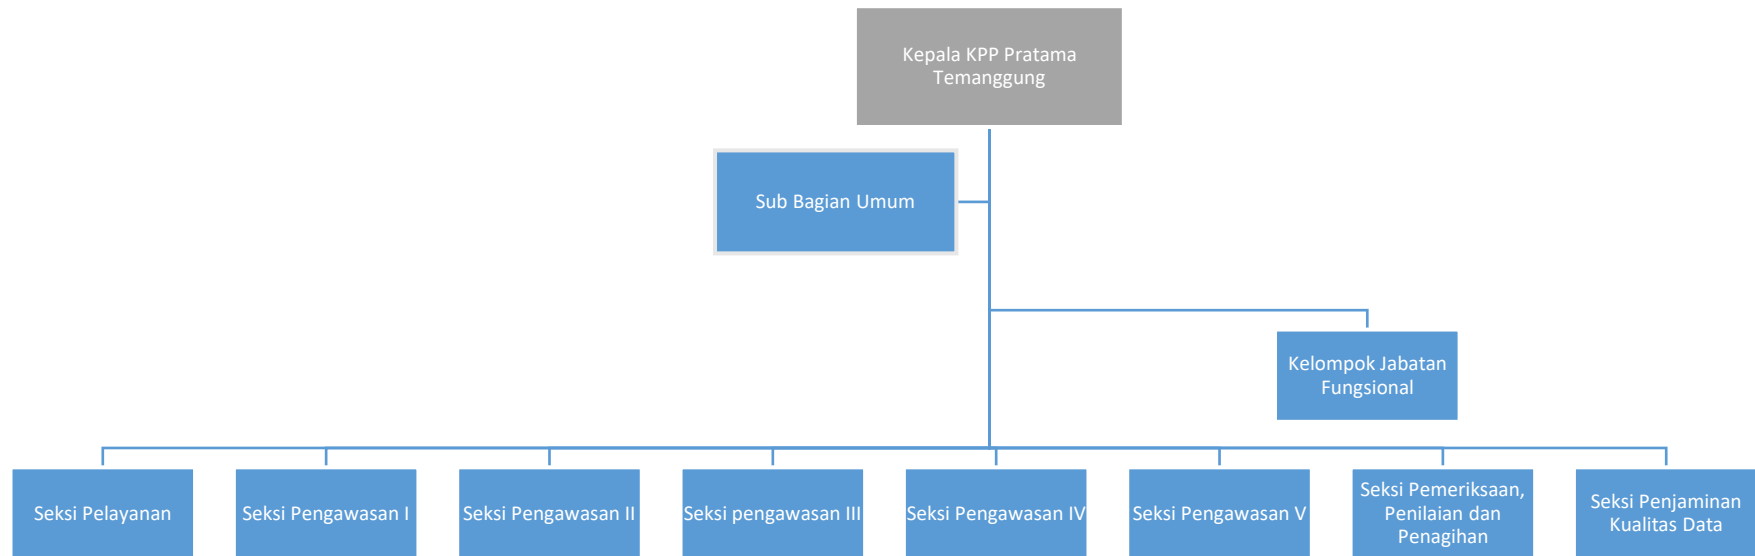 Kepala KPP Pratama
Temanggung
Sub Bagian Umum
Kelompok Jabatan
Fungsional
Seksi Pelayanan
Seksi Pengawasan I
Seksi Pengawasan II
Seksi pengawasan III
Seksi Pengawasan IV
Seksi Pengawasan V
Seksi Pemeriksaan,
Penilaian dan
Penagihan
Seksi Penjaminan
Kualitas Data